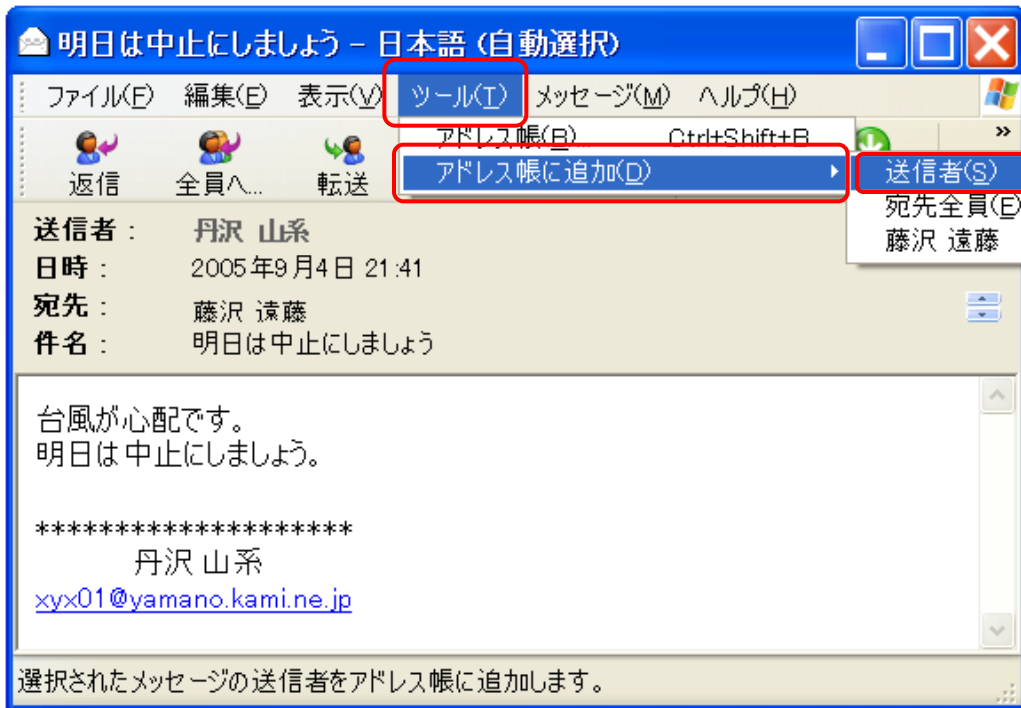 明日は中止にしましょう - 日本語 (自動選択)
ファイル(F) 編集(E) 表示(V) ツール(T) メッセージ(M) ヘルプ(H)
アドレス帳(B)... Ctrl+Shift+B
アドレス帳に追加(D)
送信者(S)
宛先全員(E)
藤沢 遠藤
返信 全員へ... 転送
»
送信者 : 丹沢 山系
日時 : 2005年9月4日 21:41
宛先 : 藤沢 遠藤
件名 : 明日は中止にしましょう
台風が心配です。
明日は中止にしましょう。
********************
丹沢 山系
xyx01@yamano.kami.ne.jp
選択されたメッセージの送信者をアドレス帳に追加します。